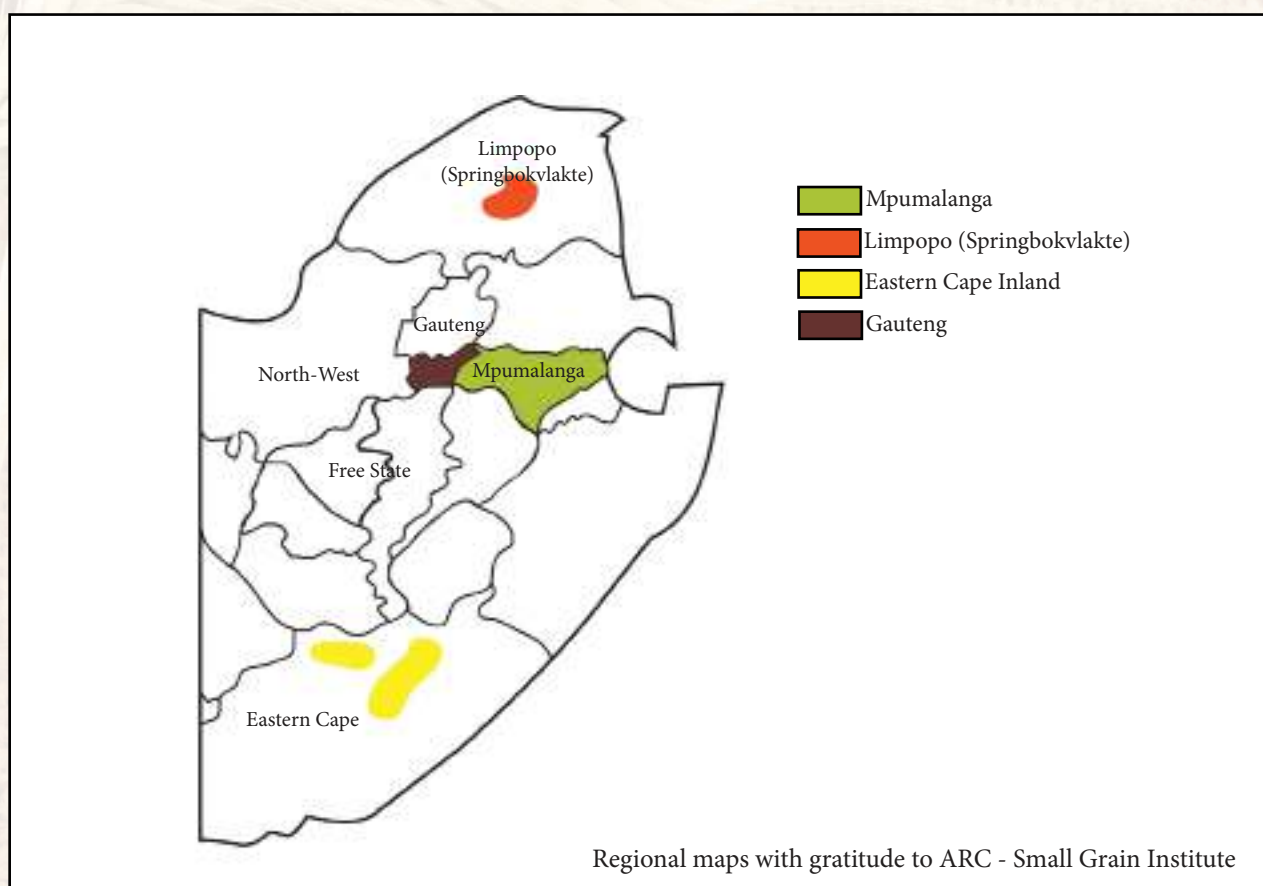 Limpopo
(Springbokvlakte)
Gauteng
North-West
Mpumalanga
Free State
Eastern Cape
Mpumalanga
Limpopo (Springbokvlakte)
Eastern Cape Inland
Gauteng
Regional maps with gratitude to ARC - Small Grain Institute